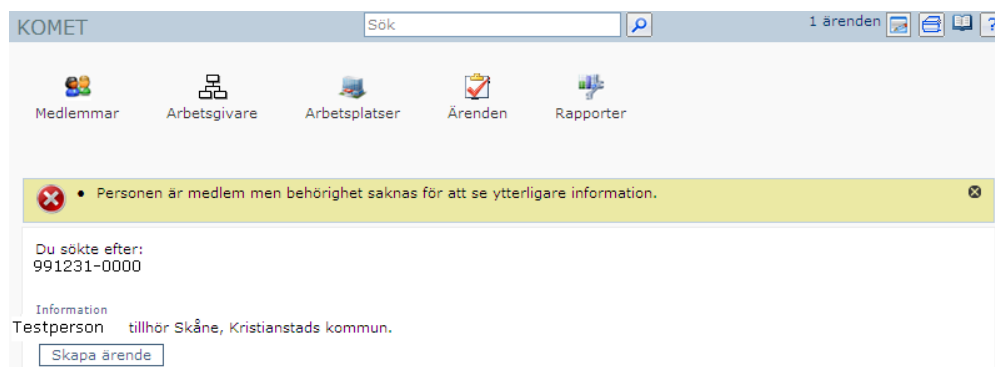 KOMET Sök 1 ärenden ?
Medlemmar Arbetsgivare Arbetsplatser Ärenden Rapporter
• Personen är medlem men behörighet saknas för att se ytterligare information.
Du sökte efter:
991231-0000
Information
Testperson tillhör Skåne, Kristianstads kommun.
Skapa ärende